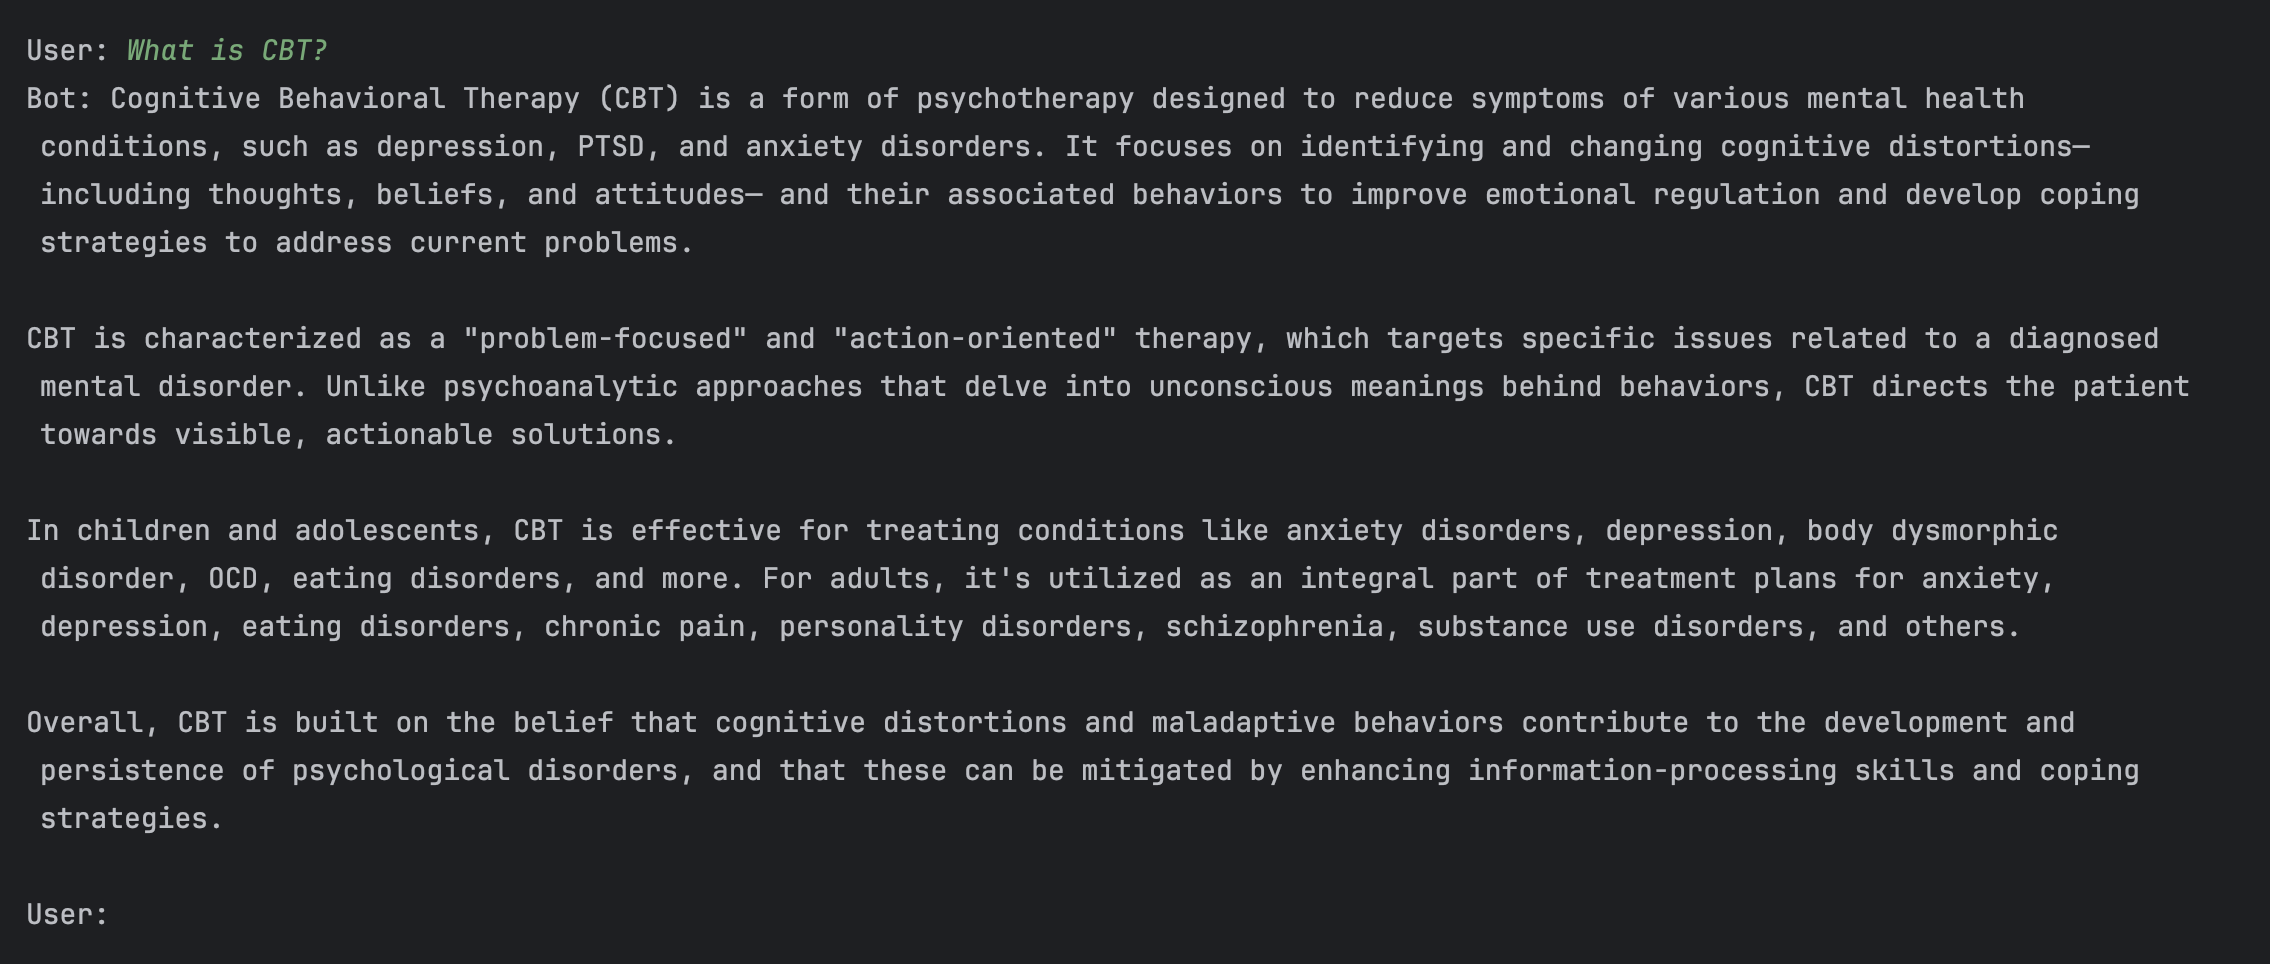 User: What is CBT?
Bot: Cognitive Behavioral Therapy (CBT) is a form of psychotherapy designed to reduce symptoms of various mental health
conditions, such as depression, PTSD, and anxiety disorders. It focuses on identifying and changing cognitive distortions—
including thoughts, beliefs, and attitudes— and their associated behaviors to improve emotional regulation and develop coping
strategies to address current problems.
CBT is characterized as a "problem-focused" and "action-oriented" therapy, which targets specific issues related to a diagnosed
mental disorder. Unlike psychoanalytic approaches that delve into unconscious meanings behind behaviors, CBT directs the patient
towards visible, actionable solutions.
In children and adolescents, CBT is effective for treating conditions like anxiety disorders, depression, body dysmorphic
disorder, OCD, eating disorders, and more. For adults, it's utilized as an integral part of treatment plans for anxiety,
depression, eating disorders, chronic pain, personality disorders, schizophrenia, substance use disorders, and others.
Overall, CBT is built on the belief that cognitive distortions and maladaptive behaviors contribute to the development and
persistence of psychological disorders, and that these can be mitigated by enhancing information-processing skills and coping
strategies.
User: